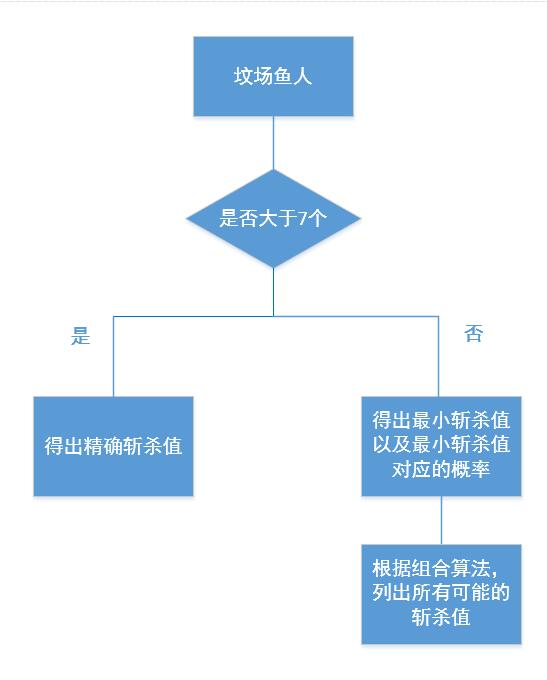 坟场鱼人
是否大于7个
是
否
得出精确斩杀值
得出最小斩杀值
以及最小斩杀值
对应的概率
根据组合算法，
列出所有可能的
斩杀值